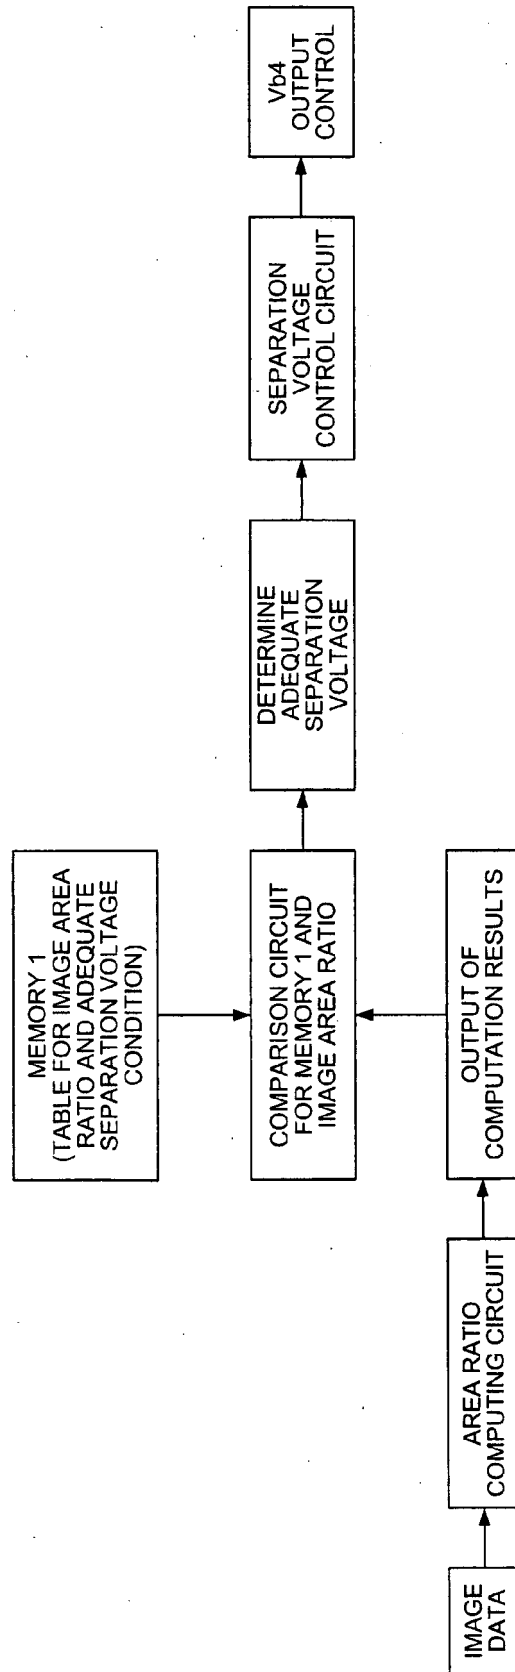 IMAGE
DATA
AREA RATIO
COMPUTING CIRCUIT
OUTPUT OF
COMPUTATION RESULTS
MEMORY 1
(TABLE FOR IMAGE AREA
RATIO AND ADEQUATE
SEPARATION VOLTAGE
CONDITION)
COMPARISON CIRCUIT
FOR MEMORY 1 AND
IMAGE AREA RATIO
DETERMINE
ADEQUATE
SEPARATION
VOLTAGE
SEPARATION
VOLTAGE
CONTROL CIRCUIT
Vb4
OUTPUT
CONTROL